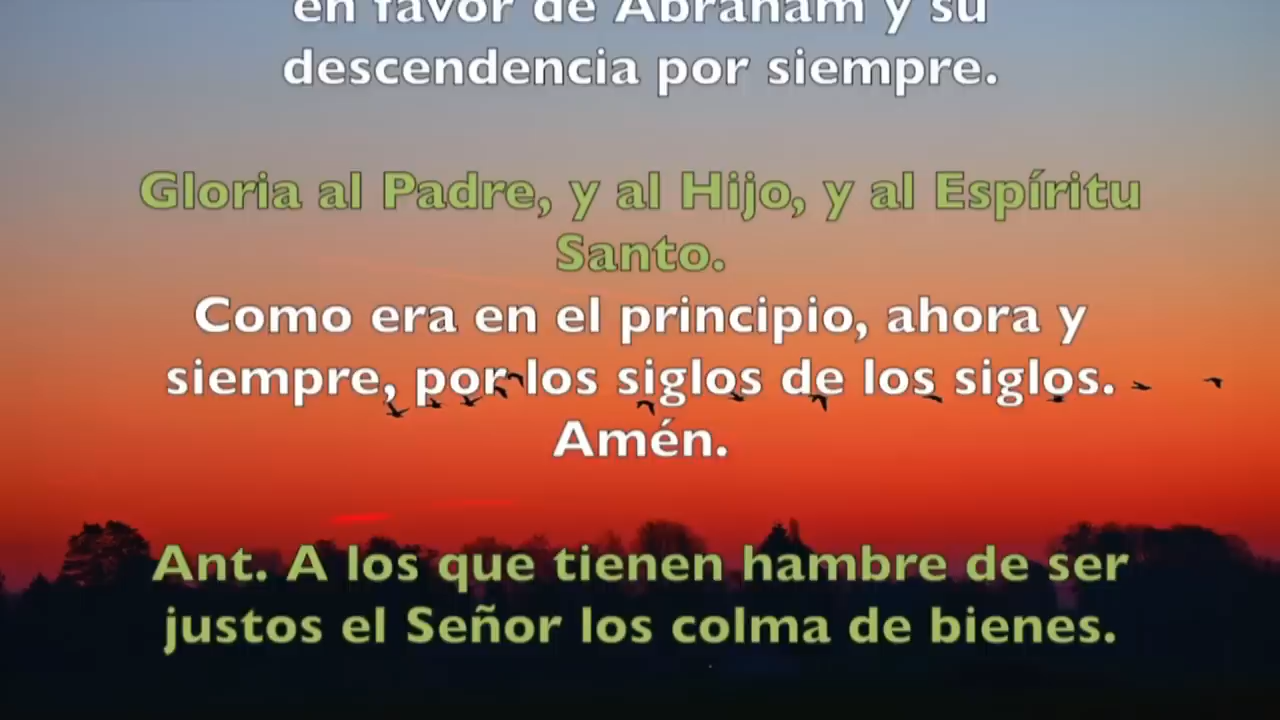 en favor de Abraham y su
descendencia por siempre.
Gloria al Padre, y al Hijo, y al Espíritu
Santo.
Como era en el principio, ahora y
siempre, por los siglos de los siglos.
Amén.
Ant. A los que tienen hambre de ser
justos el Señor los colma de bienes.